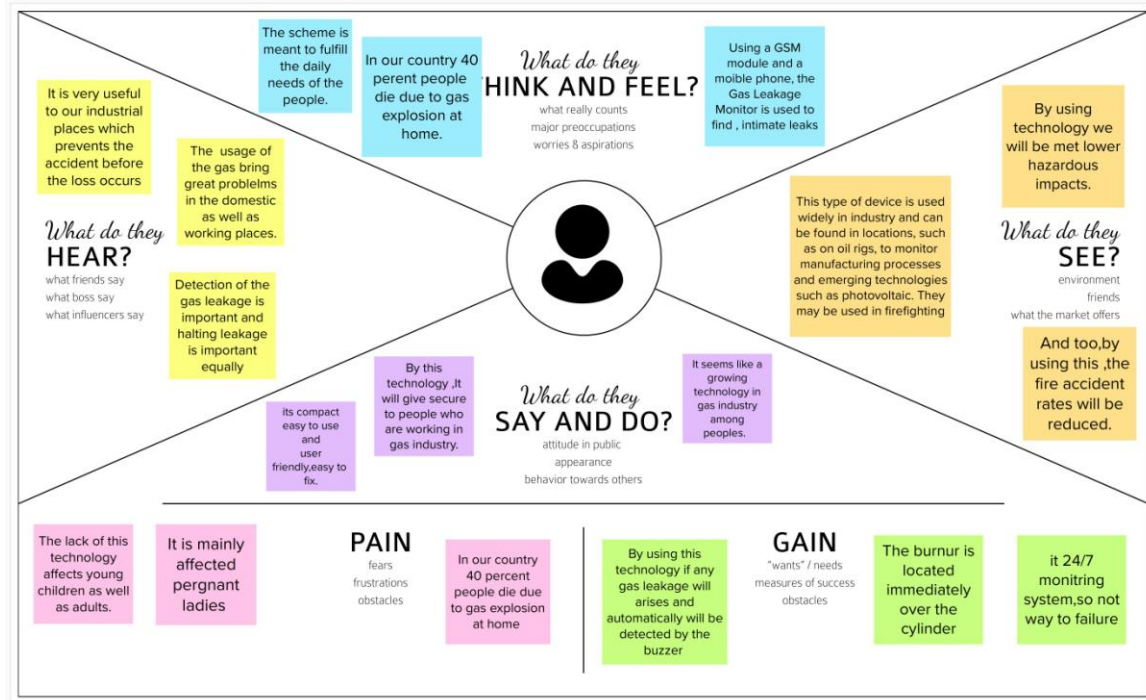 The scheme is
meant to fulfill
the daily
needs of the
people.
In our country 40
perent people
die due to gas
explosion at
home.
What do they
HINK AND FEEL?
what really counts
major preoccupations
worries & aspirations
Using a GSM
module and a
moible phone, the
Gas Leakage
Monitor is used to
find , intimate leaks
It is very useful
to our industrial
places which
prevents the
accident before
the loss occurs
The usage of
the gas bring
great problelms
in the domestic
as well as
working places.
What do they
HEAR?
what friends say
what boss say
what influencers say
Detection of the
gas leakage is
important and
halting leakage
is important
equally
By using
technology we
will be met lower
hazardous
impacts.
This type of device is used
widely in industry and can
be found in locations, such
as on oil rigs, to monitor
manufacturing processes
and emerging technologies
such as photovoltaic. They
may be used in firefighting
What do they
SEE?
environment
friends
what the market offers
And too,by
using this ,the
fire accident
rates will be
reduced.
its compact
easy to use
and
user
friendly,easy to
fix.
By this
technology ,It
will give secure
to people who
are working in
gas industry.
What do they
SAY AND DO?
attitude in public
appearance
behavior towards others
It seems like a
growing
technology in
gas industry
among
peoples.
The lack of this
technology
affects young
children as well
as adults.
It is mainly
affected
pergnant
ladies
PAIN
fears
frustrations
obstacles
In our country
40 percent
people die due
to gas explosion
at home
By using this
technology if any
gas leakage will
arises and
automatically will be
detected by the
buzzer
GAIN
"wants" / needs
measures of success
obstacles
The burnur is
located
immediately
over the
cylinder
it 24/7
monitring
system,so not
way to failure